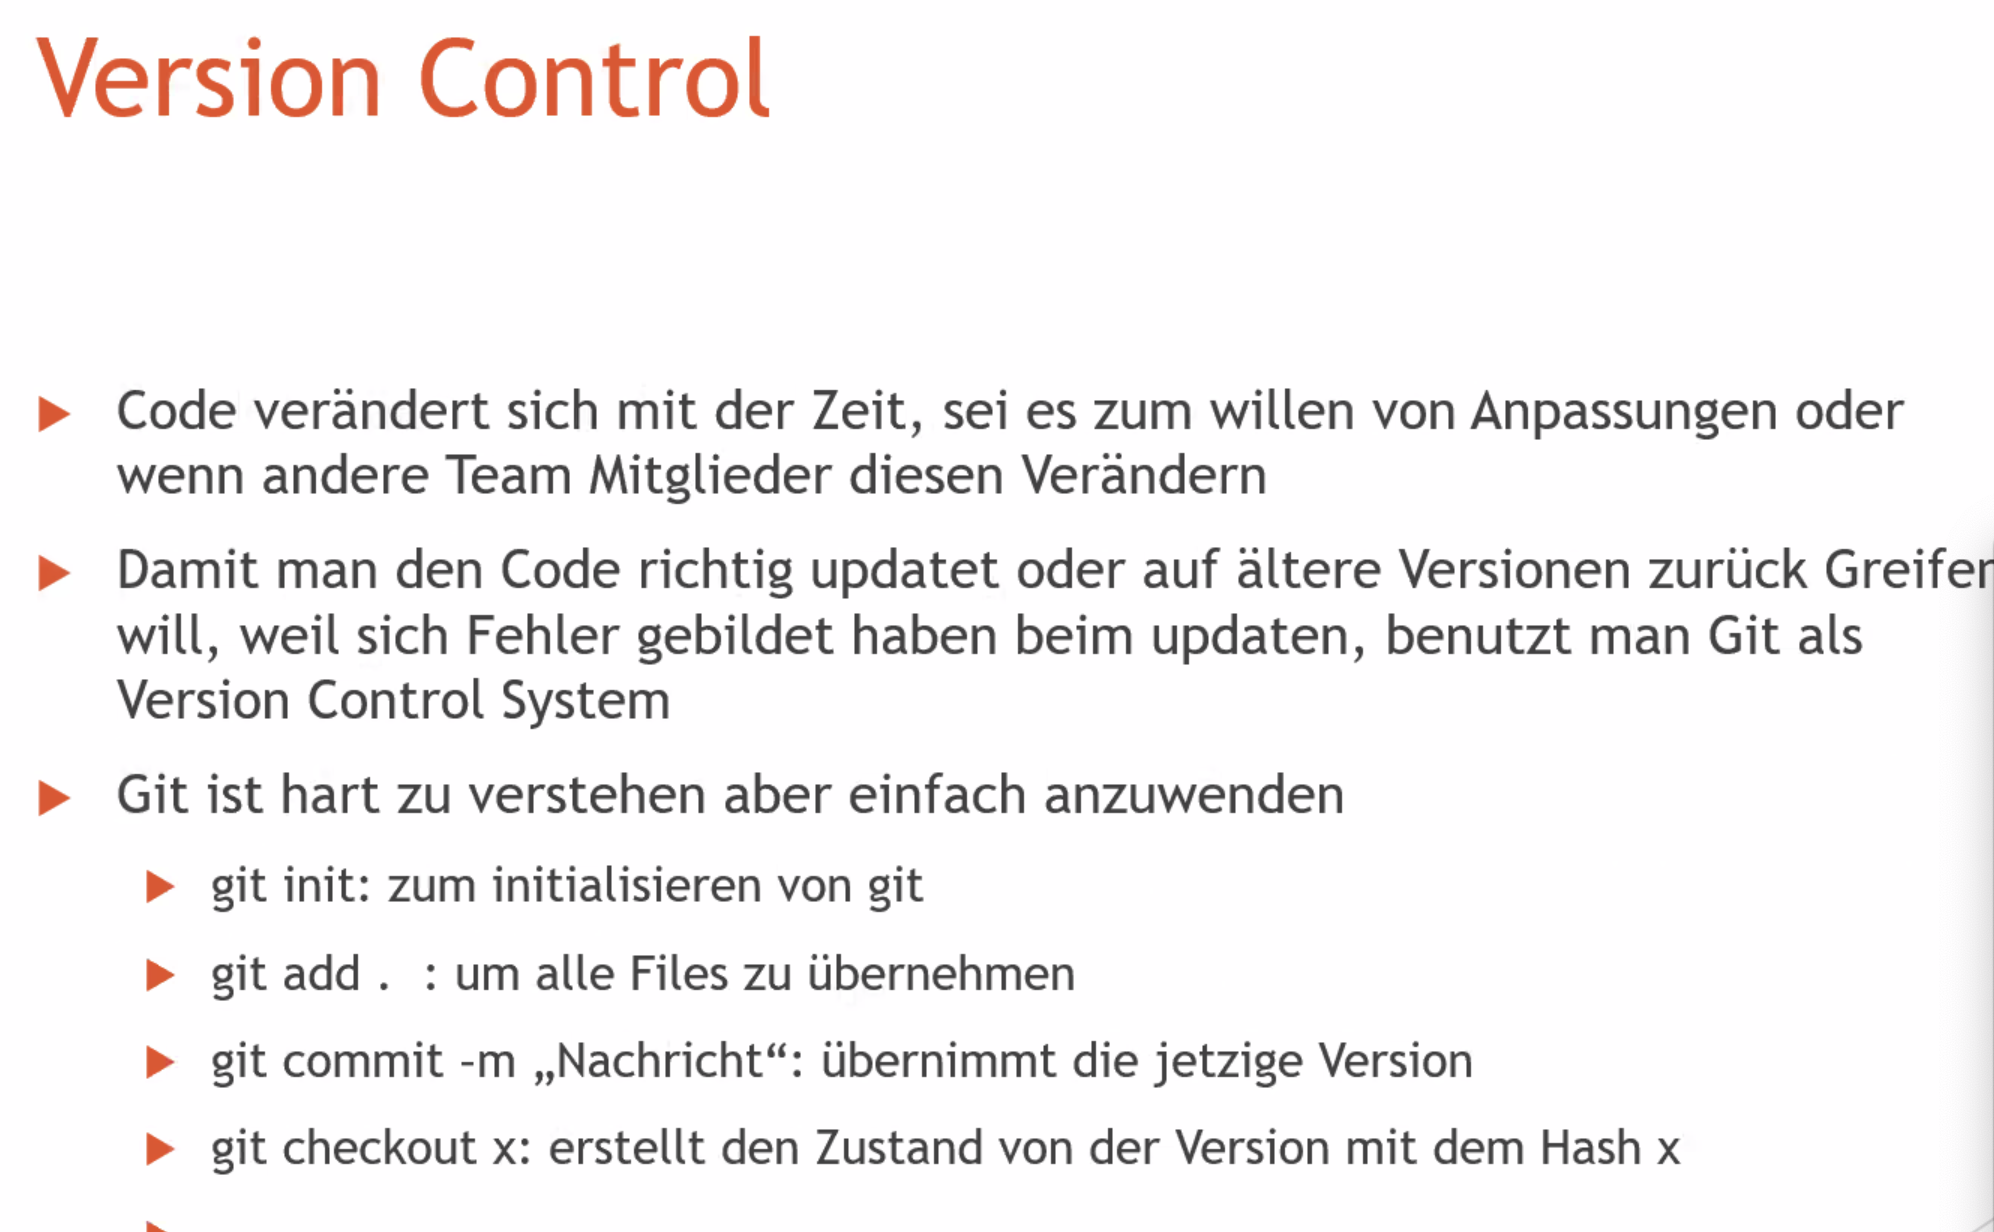 Version Control
Code verändert sich mit der Zeit, sei es zum willen von Anpassungen oder
wenn andere Team Mitglieder diesen Verändern
Damit man den Code richtig updatet oder auf ältere Versionen zurück Greifen
will, weil sich Fehler gebildet haben beim updaten, benutzt man Git als
Version Control System
Git ist hart zu verstehen aber einfach anzuwenden
git init: zum initialisieren von git
git add .  : um alle Files zu übernehmen
git commit -m „Nachricht“: übernimmt die jetzige Version
git checkout x: erstellt den Zustand von der Version mit dem Hash x